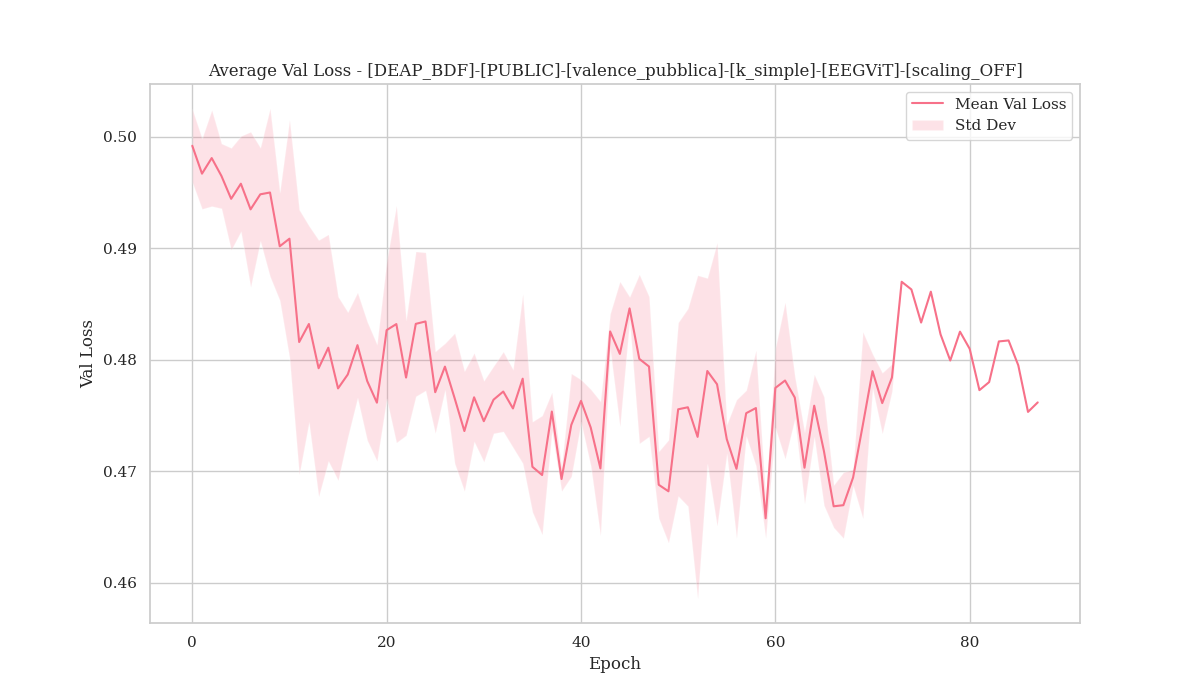 Average Val Loss - [DEAP_BDF]-[PUBLIC]-[valence_pubblica]-[k_simple]-[EEGViT]-[scaling_OFF]
Mean Val Loss
Std Dev
0.50
0.49
0.48
0.47
0.46
Val Loss
0 20 40 60 80
Epoch